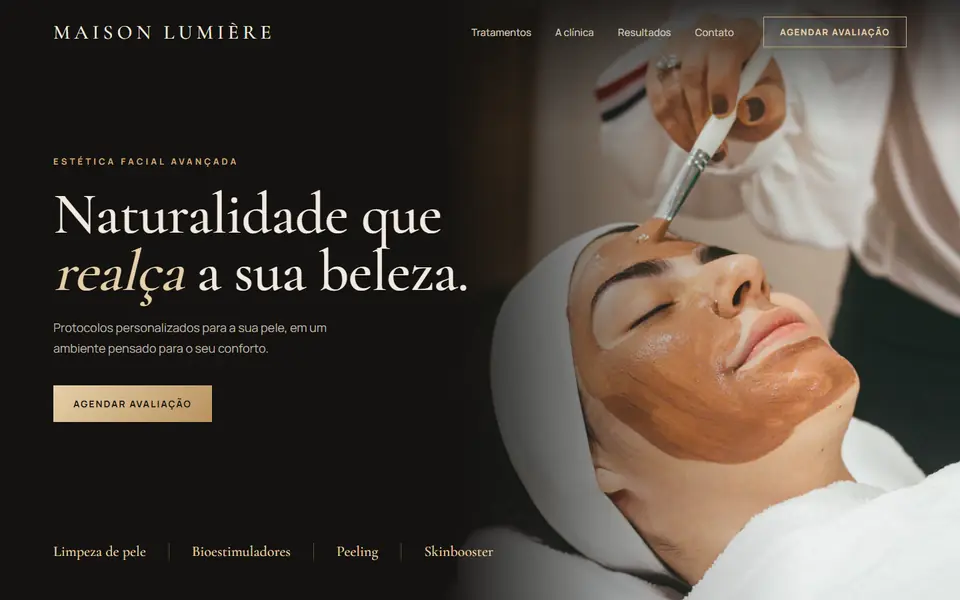 MAISON LUMIÈRE
Tratamentos
A clínica
Resultados
Contato
AGENDAR AVALIAÇÃO
ESTÉTICA FACIAL AVANÇADA
Naturalidade que
realça a sua beleza.
Protocolos personalizados para a sua pele, em um
ambiente pensado para o seu conforto.
AGENDAR AVALIAÇÃO
Limpeza de pele
Bioestimuladores
Peeling
Skinbooster